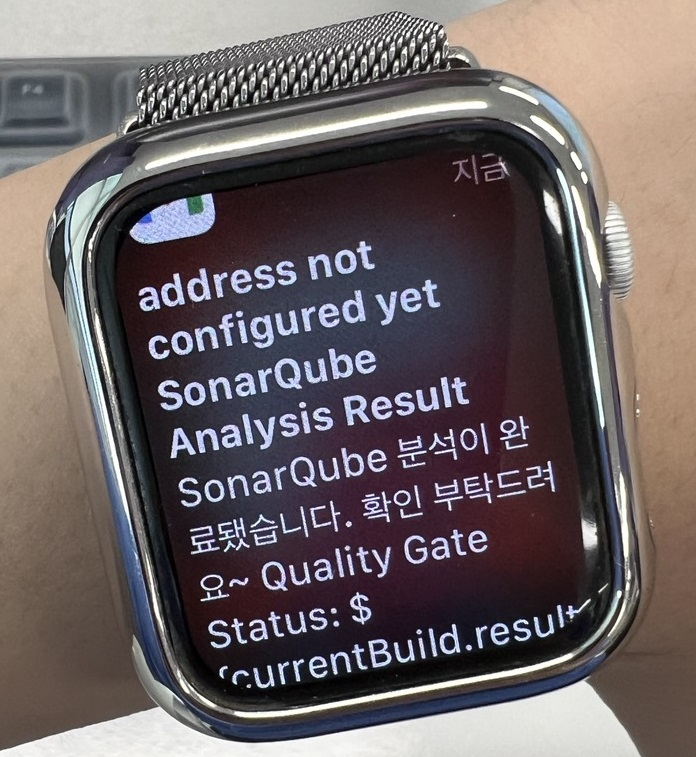 지금
address not
configured yet
SonarQube
Analysis Result
SonarQube 분석이 완
료됐습니다. 확인 부탁드려
요~ Quality Gate
Status: $
{currentBuild.result